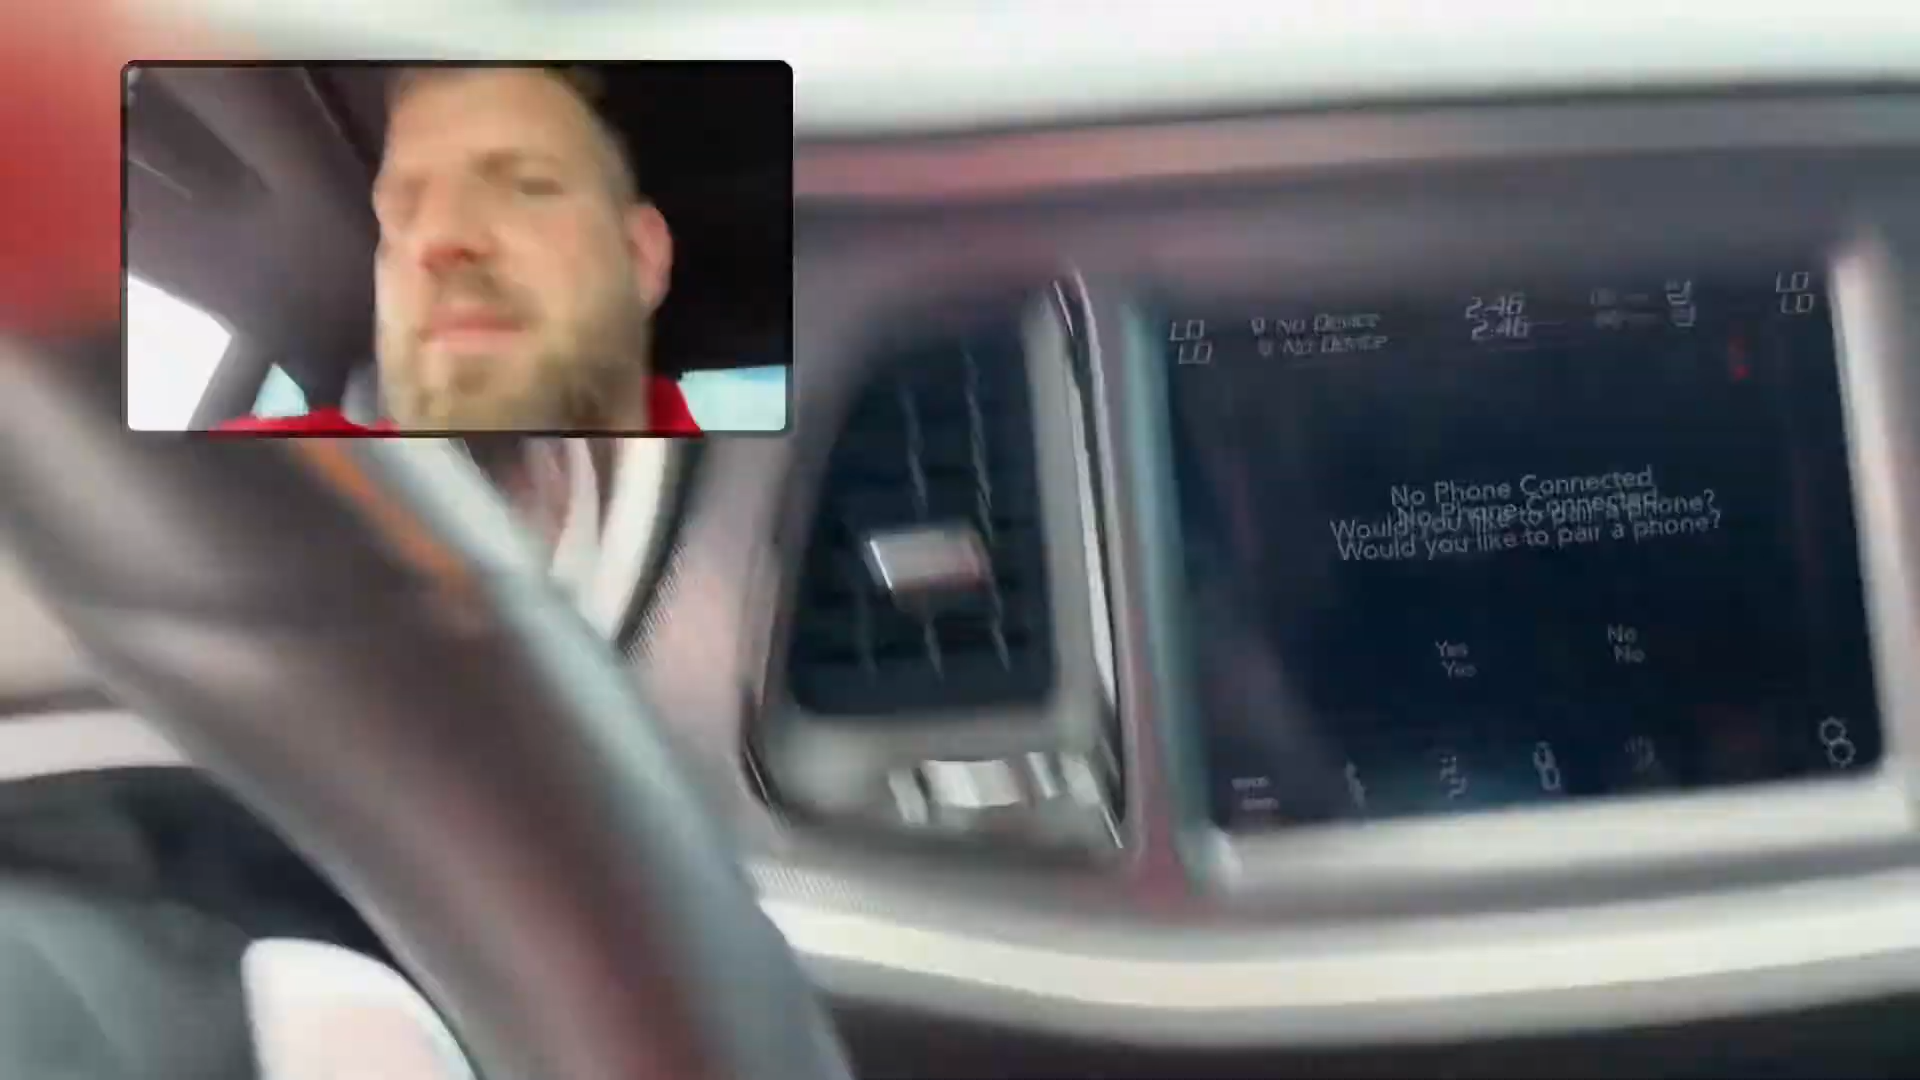 LO No Device 2:46 LO
No Phone Connected
Would you like to pair a phone?
Yes No